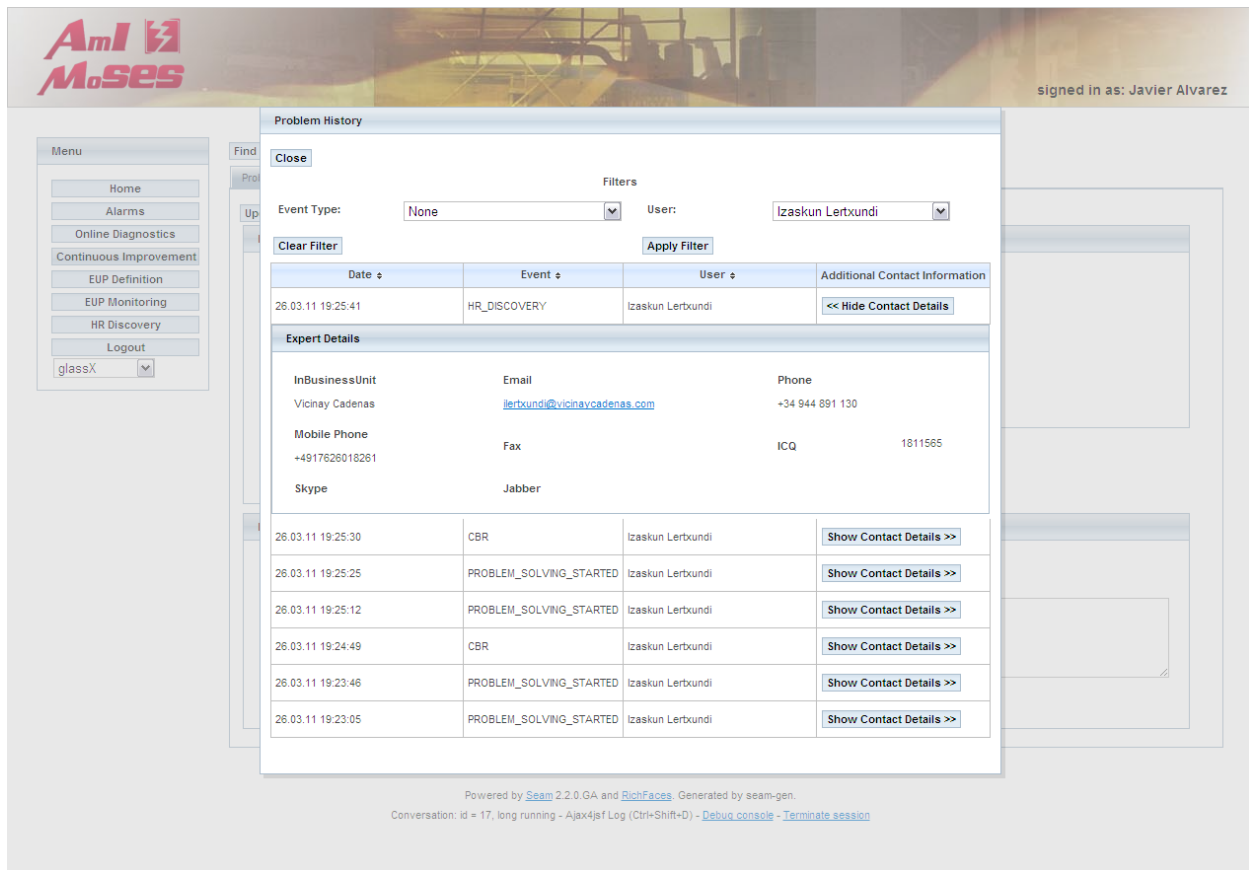 AmI
MoSES
signed in as: Javier Alvarez
Problem History
Menu
Find
Close
Filters
Home
Event Type: None User: Izaskun Lertxundi
Alarms
Up
Online Diagnostics
Clear Filter Apply Filter
Continuous Improvement
Date Event User Additional Contact Information
EUP Definition
EUP Monitoring
26.03.11 19:25:41 HR_DISCOVERY Izaskun Lertxundi << Hide Contact Details
HR Discovery
Logout
Expert Details
glassX
InBusinessUnit Email Phone
Vicinay Cadenas ilertxundi@vicinaycadenas.com +34 944 891 130
Mobile Phone Fax ICQ 1811565
+4917626018261
Skype Jabber
26.03.11 19:25:30 CBR Izaskun Lertxundi Show Contact Details >>
26.03.11 19:25:25 PROBLEM_SOLVING_STARTED Izaskun Lertxundi Show Contact Details >>
26.03.11 19:25:12 PROBLEM_SOLVING_STARTED Izaskun Lertxundi Show Contact Details >>
26.03.11 19:24:49 CBR Izaskun Lertxundi Show Contact Details >>
26.03.11 19:23:46 PROBLEM_SOLVING_STARTED Izaskun Lertxundi Show Contact Details >>
26.03.11 19:23:05 PROBLEM_SOLVING_STARTED Izaskun Lertxundi Show Contact Details >>
Powered by Seam 2.2.0.GA and RichFaces. Generated by seam-gen.
Conversation: id = 17, long running - Ajax4jsf Log (Ctrl+Shift+D) - Debug console - Terminate session